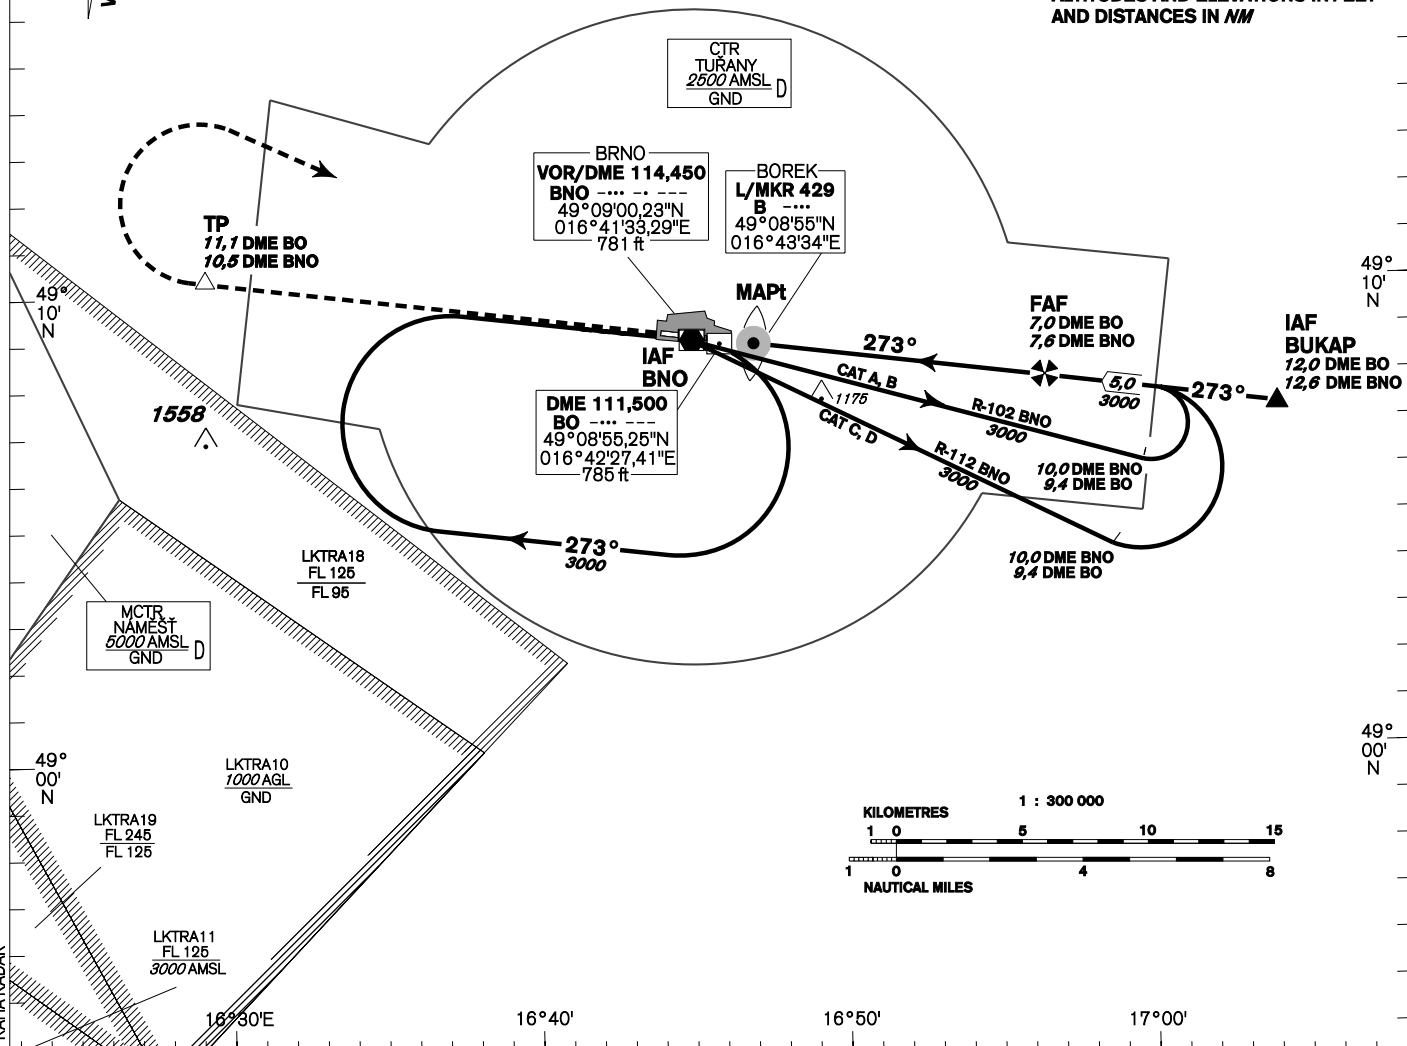 AND DISTANCES IN NM
CTR
TUŘANY
2500 AMSL
GND
D
BRNO
VOR/DME 114,450
BNO -··· -· ---
49°09'00,23"N
016°41'33,29"E
781 ft
BOREK
L/MKR 429
B -···
49°08'55"N
016°43'34"E
TP
11,1 DME BO
10,5 DME BNO
49°
10'
N
49°
10'
N
MAPt
FAF
7,0 DME BO
7,6 DME BNO
IAF
BUKAP
12,0 DME BO
12,6 DME BNO
273°
5,0
3000
273°
IAF
BNO
CAT A, B
R-102 BNO
3000
1175
CAT C, D
R-112 BNO
3000
10,0 DME BNO
9,4 DME BO
10,0 DME BNO
9,4 DME BO
DME 111,500
BO -··· ---
49°08'55,25"N
016°42'27,41"E
785 ft
1558
273°
3000
LKTRA18
FL 125
FL 95
MCTR
NÁMĚŠŤ
5000 AMSL
GND
D
LKTRA10
1000 AGL
GND
49°
00'
N
49°
00'
N
LKTRA19
FL 245
FL 125
LKTRA11
FL 125
3000 AMSL
1 : 300 000
KILOMETRES
1 0 5 10 15
1 0 4 8
NAUTICAL MILES
16°30'E
16°40'
16°50'
17°00'